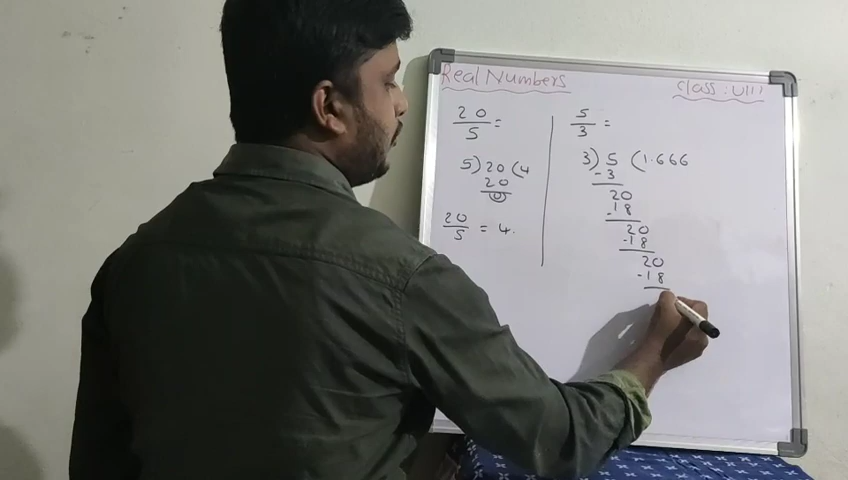 Real Numbers
Class: VIII
20/5 =
5) 20 (4
20
0
20/5 = 4.
5/3 =
3) 5 (1.666
-3
20
-18
20
-18
20
-18